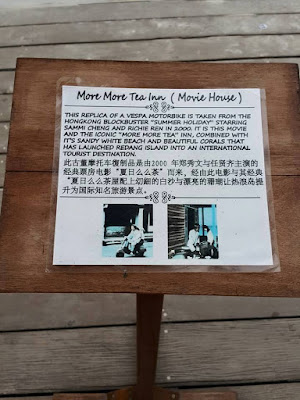 More More Tea Inn ( Movie House )
THIS REPLICA OF A VESPA MOTORBIKE IS TAKEN FROM THE
HONGKONG BLOCKBUSTER "SUMMER HOLIDAY" STARRING
SAMMI CHENG AND RICHIE REN IN 2000. IT IS THIS MOVIE
AND THE ICONIC "MORE MORE TEA" INN, COMBINED WITH
IT'S SANDY WHITE BEACH AND BEAUTIFUL CORALS THAT
HAS LAUNCHED REDANG ISLAND INTO AN INTERNATIONAL
TOURIST DESTINATION.
此古董摩托车复制品是由2000 年郑秀文与任贤齐主演的
经典票房电影"夏日么么茶"而来，经由此电影与其经典
"夏日么么茶屋配上幼细的白沙与漂亮的珊瑚让热浪岛提
升为国际知名旅游景点。